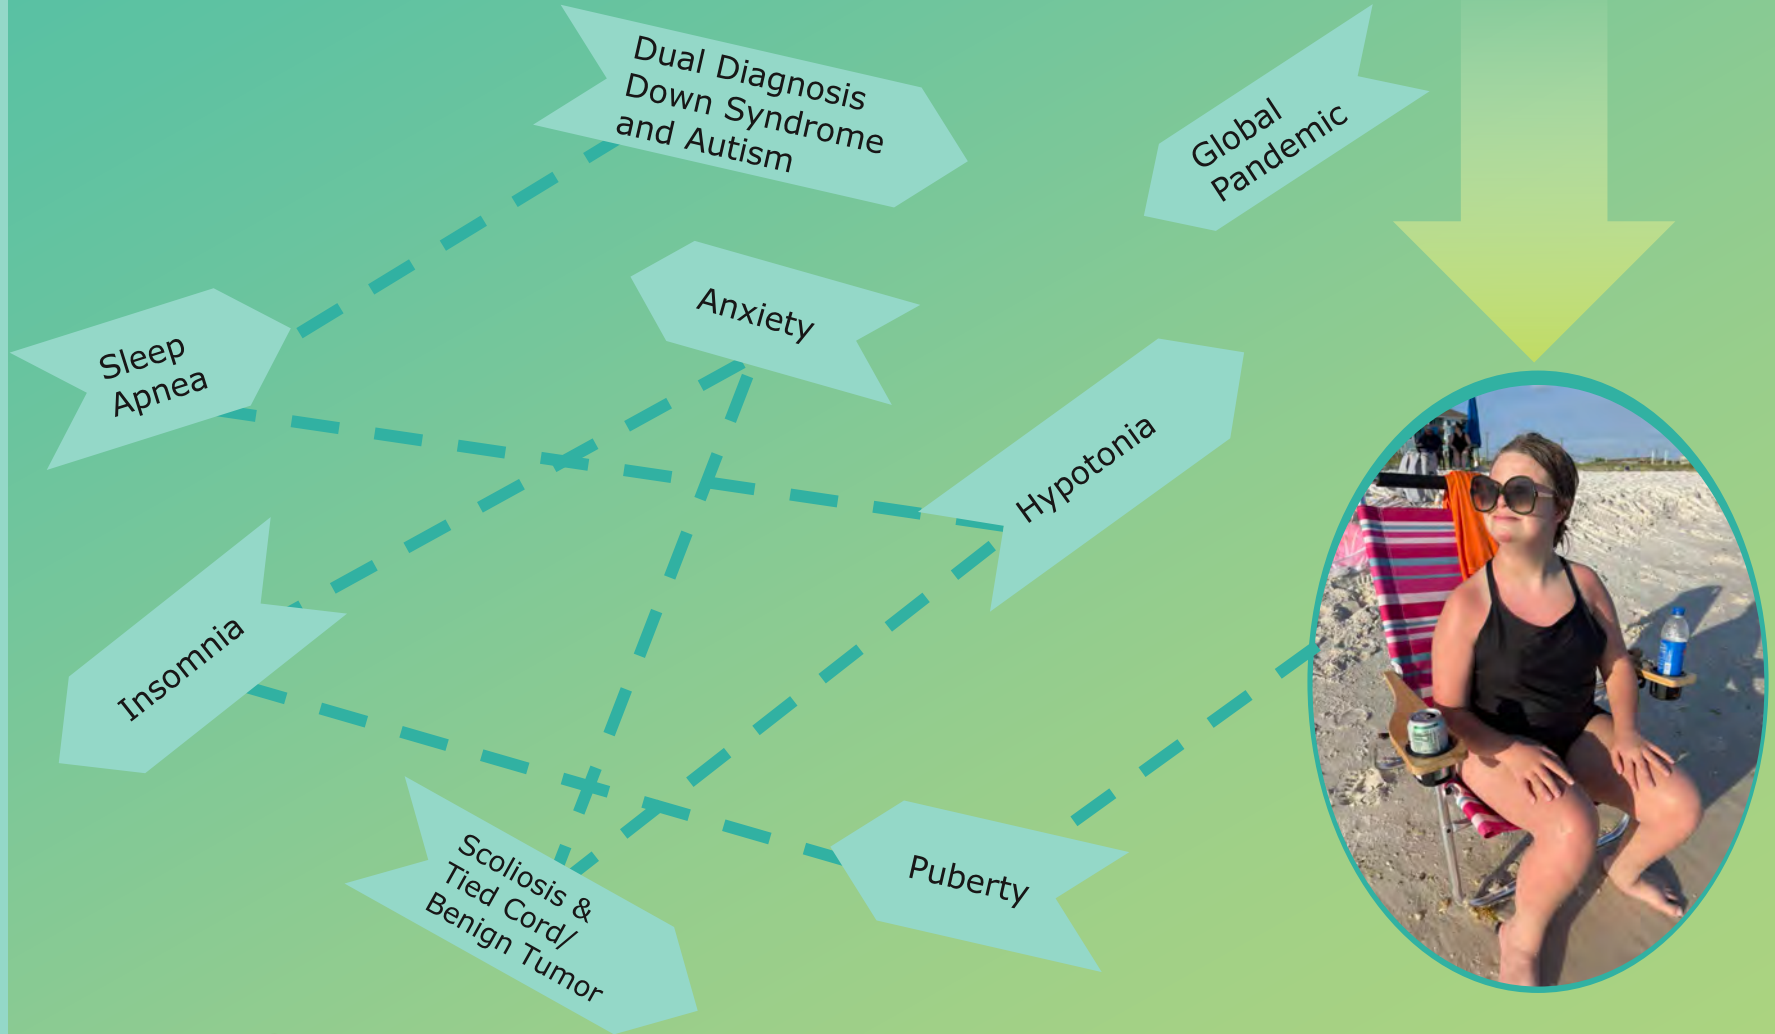 Dual Diagnosis
Down Syndrome
and Autism
Global
Pandemic
Anxiety
Sleep
Apnea
Hypotonia
Insomnia
Scoliosis &
Tied Cord/
Benign Tumor
Puberty